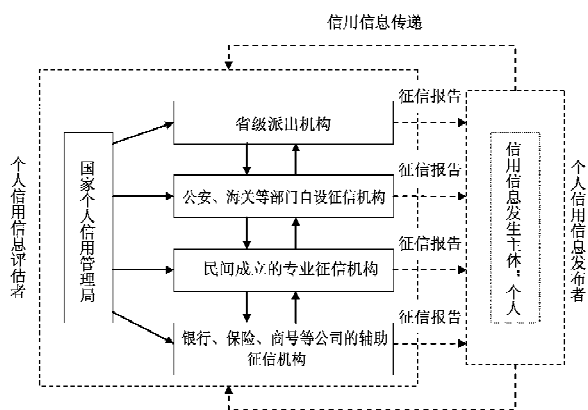 信用信息传递
征信报告
省级派出机构
征信报告
公安、海关等部门自设征信机构
征信报告
民间成立的专业征信机构
征信报告
银行、保险、商号等公司的辅助
征信机构
个人信用信息评估者
国家个人信用管理局
信用信息发生主体：个人
个人信用信息发布者